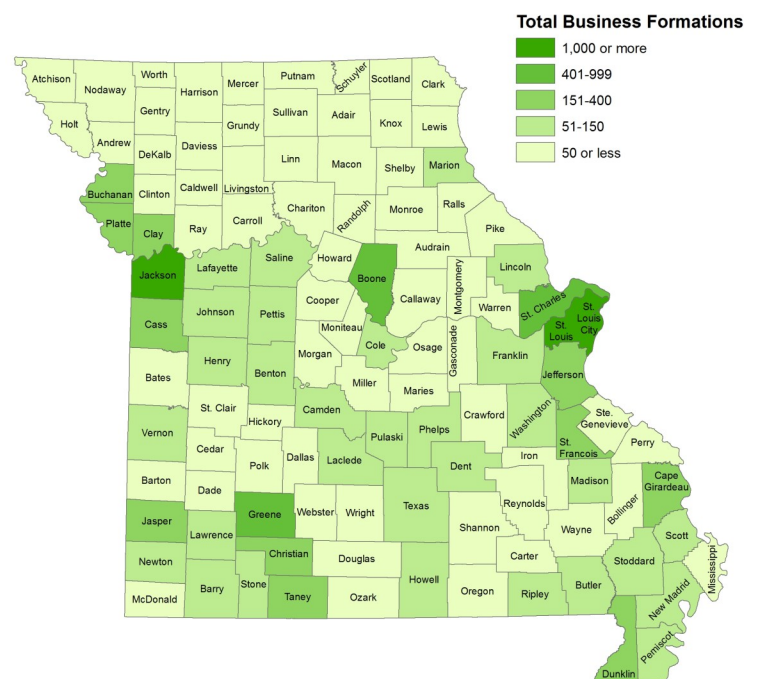 Total Business Formations
1,000 or more
401-999
151-400
51-150
50 or less
Atchison
Nodaway
Worth
Harrison
Mercer
Putnam
Schuyler
Scotland
Clark
Holt
Gentry
Grundy
Sullivan
Adair
Knox
Lewis
Andrew
DeKalb
Daviess
Linn
Macon
Shelby
Marion
Buchanan
Clinton
Caldwell
Livingston
Chariton
Randolph
Monroe
Ralls
Pike
Platte
Clay
Ray
Carroll
Audrain
Jackson
Lafayette
Saline
Howard
Boone
Callaway
Montgomery
Lincoln
Warren
St. Charles
St.
Louis
City
St.
Louis
Cass
Johnson
Pettis
Cooper
Moniteau
Cole
Osage
Gasconade
Franklin
Jefferson
Bates
Henry
Benton
Morgan
Miller
Maries
St. Clair
Hickory
Camden
Crawford
Washington
Ste.
Genevieve
Vernon
Cedar
Polk
Dallas
Laclede
Pulaski
Phelps
Dent
Iron
St.
Francois
Perry
Barton
Dade
Madison
Bollinger
Cape
Girardeau
Jasper
Greene
Webster
Wright
Texas
Shannon
Reynolds
Wayne
Lawrence
Christian
Douglas
Carter
Stoddard
Scott
Mississippi
Newton
Barry
Stone
Howell
Butler
McDonald
Taney
Ozark
Oregon
Ripley
New Madrid
Pemiscot
Dunklin